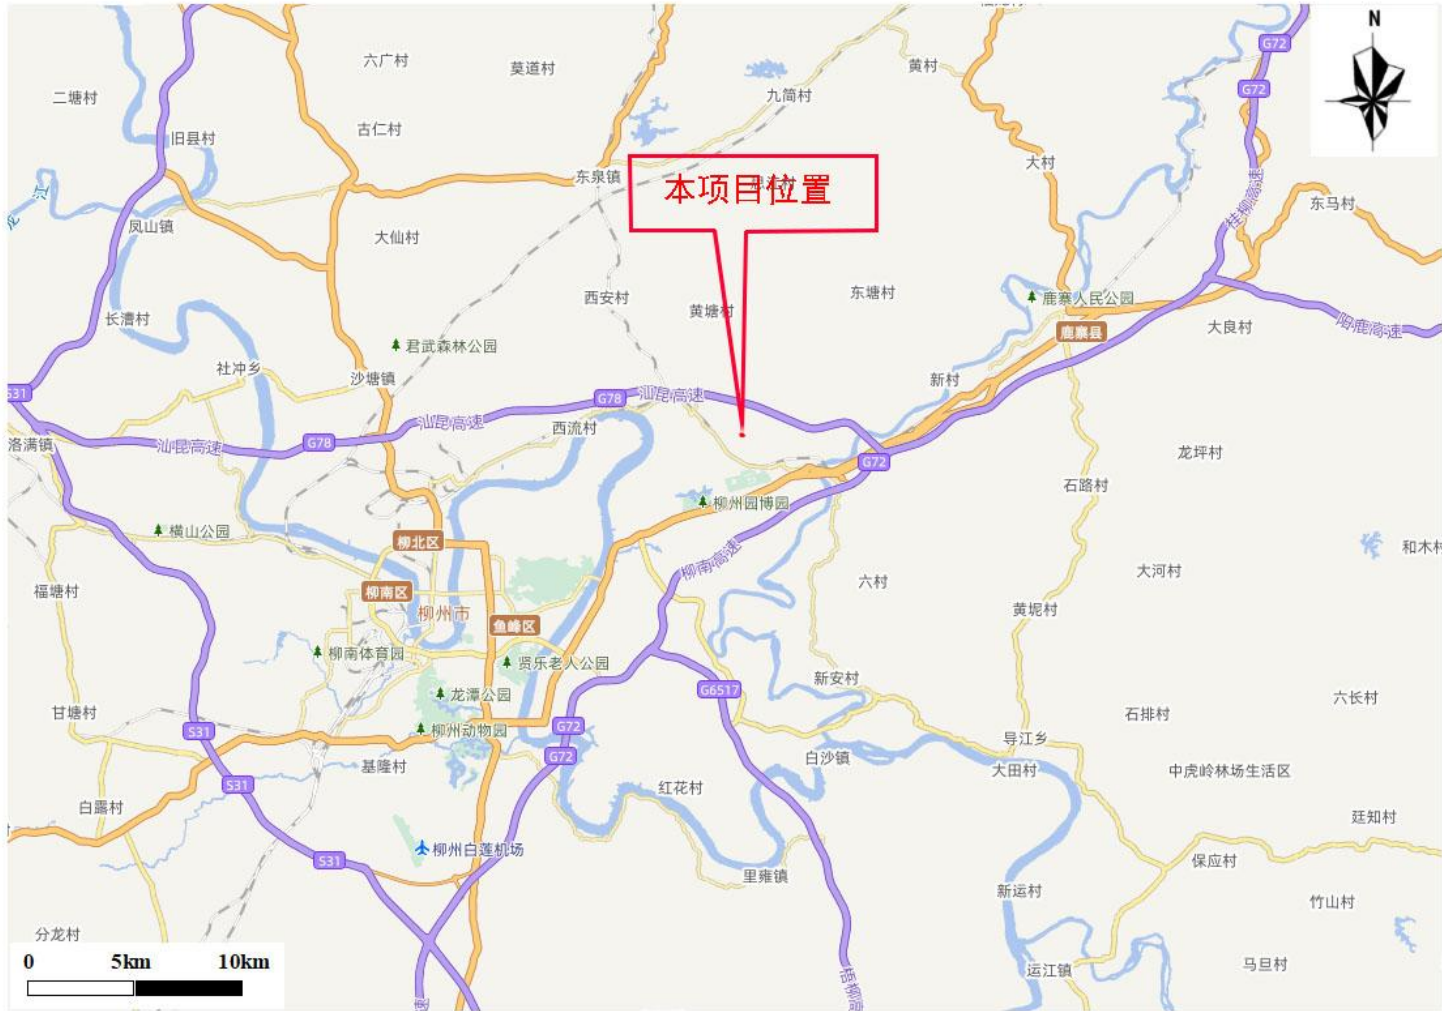 N
G72
六广村
莫道村
黄村
九简村
G72
二塘村
古仁村
旧县村
大村
东泉镇
本项目位置
龙江
桂柳高速
东马村
凤山镇
大仙村
西安村
东塘村
鹿寨人民公园
黄塘村
长漕村
大良村
阳鹿高速
鹿寨县
君武森林公园
社冲乡
沙塘镇
新村
S31
G78
汕昆高速
汕昆高速
西流村
汕昆高速
G78
洛满镇
龙坪村
G72
石路村
柳州园博园
横山公园
柳北区
柳南高速
和木村
大河村
六村
福塘村
柳南区
柳州市
黄坭村
鱼峰区
柳南体育园
贤乐老人公园
新安村
G6517
龙潭公园
六长村
甘塘村
石排村
S31
柳州动物园
G72
导江乡
G72
白沙镇
基隆村
大田村
中虎岭林场生活区
S31
红花村
白露村
廷知村
柳州白莲机场
S31
保应村
里雍镇
新运村
竹山村
分龙村
马旦村
运江镇
0 5km 10km
速
梧柳高